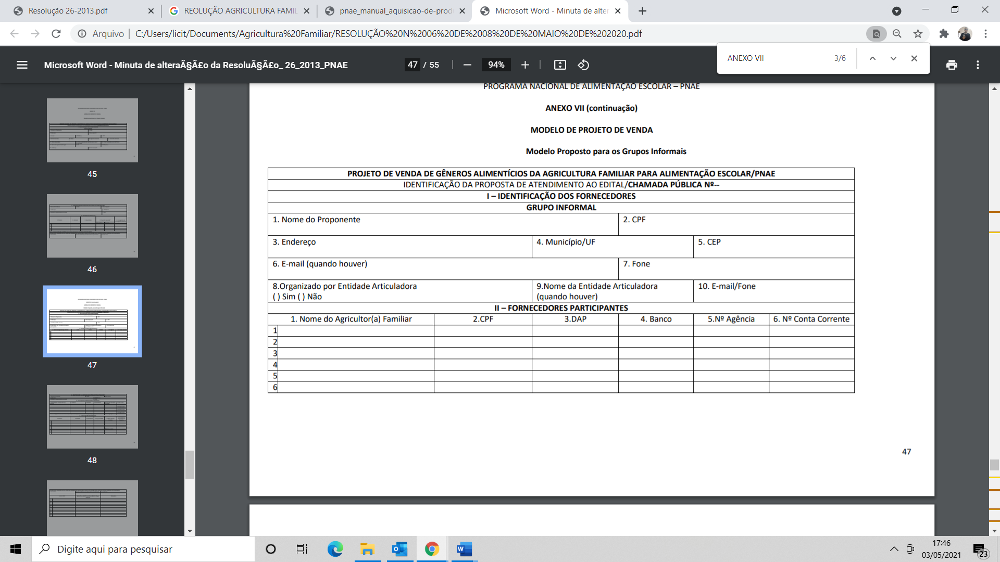 Resolução 26-2013.pdf
REOLUÇÃO AGRICULTURA FAMIL
pnae_manual_aquisicao-de-prod
Microsoft Word - Minuta de alter
Arquivo
C:/Users/licit/Documents/Agricultura%20Familiar/RESOLUÇÃO%20N%2006%20DE%2008%20DE%20MAIO%20DE%202020.pdf
ANEXO VII
3/6
Microsoft Word - Minuta de alteraÃ§Ã£o da ResoluÃ§Ã£o_ 26_2013_PNAE
47 / 55
94%
45
46
47
48
PROGRAMA NACIONAL DE ALIMENTAÇÃO ESCOLAR – PNAE
ANEXO VII (continuação)
MODELO DE PROJETO DE VENDA
Modelo Proposto para os Grupos Informais
PROJETO DE VENDA DE GÊNEROS ALIMENTÍCIOS DA AGRICULTURA FAMILIAR PARA ALIMENTAÇÃO ESCOLAR/PNAE
IDENTIFICAÇÃO DA PROPOSTA DE ATENDIMENTO AO EDITAL/CHAMADA PÚBLICA Nº--
I – IDENTIFICAÇÃO DOS FORNECEDORES
GRUPO INFORMAL
1. Nome do Proponente
2. CPF
3. Endereço
4. Município/UF
5. CEP
6. E-mail (quando houver)
7. Fone
8.Organizado por Entidade Articuladora
( ) Sim ( ) Não
9.Nome da Entidade Articuladora
(quando houver)
10. E-mail/Fone
II – FORNECEDORES PARTICIPANTES
1. Nome do Agricultor(a) Familiar
2.CPF
3.DAP
4. Banco
5.Nº Agência
6. Nº Conta Corrente
1
2
3
4
5
6
47
Digite aqui para pesquisar
17:46
03/05/2021
23